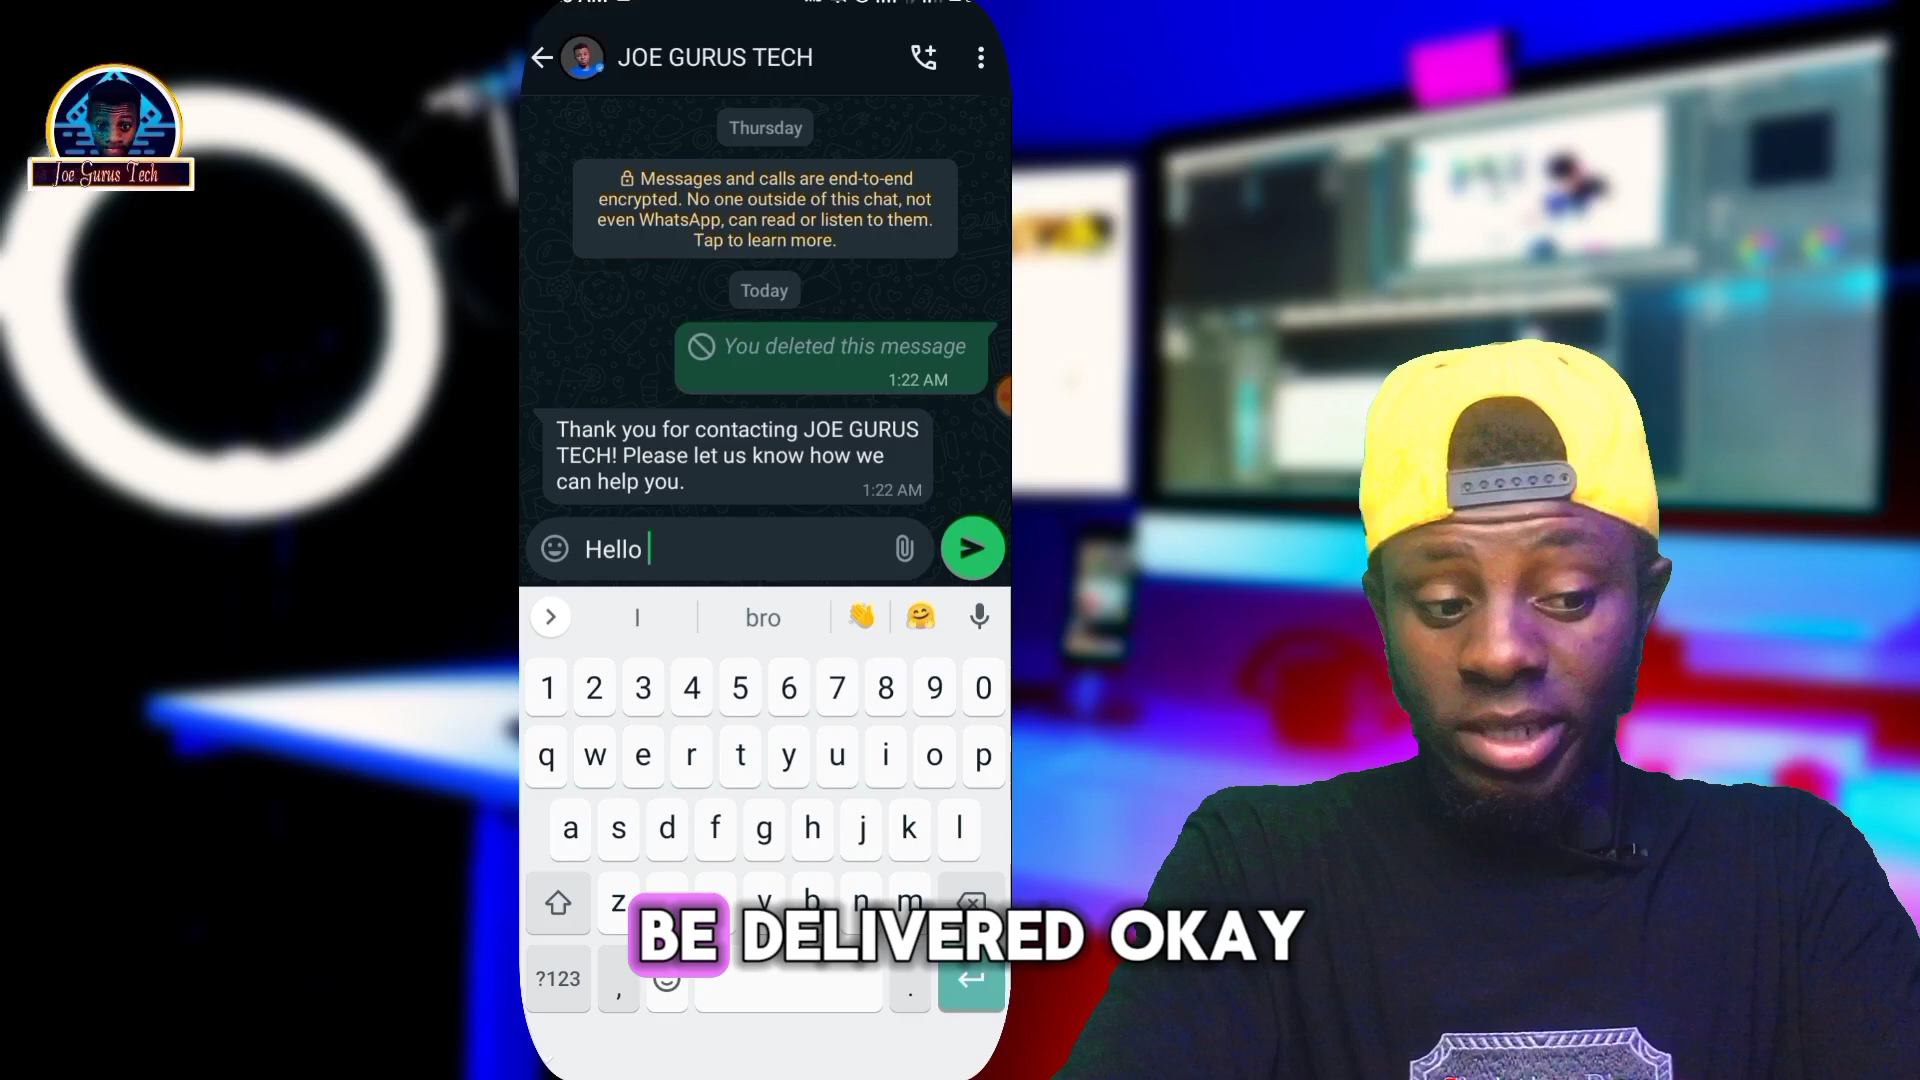 Joe Gurus Tech
JOE GURUS TECH
Thursday
Messages and calls are end-to-end
encrypted. No one outside of this chat, not
even WhatsApp, can read or listen to them.
Tap to learn more.
Today
You deleted this message
1:22 AM
Thank you for contacting JOE GURUS
TECH! Please let us know how we
can help you.
1:22 AM
Hello
I bro
1 2 3 4 5 6 7 8 9 0
q w e r t y u i o p
a s d f g h j k l
z v b n m
BE DELIVERED OKAY
?123 , .